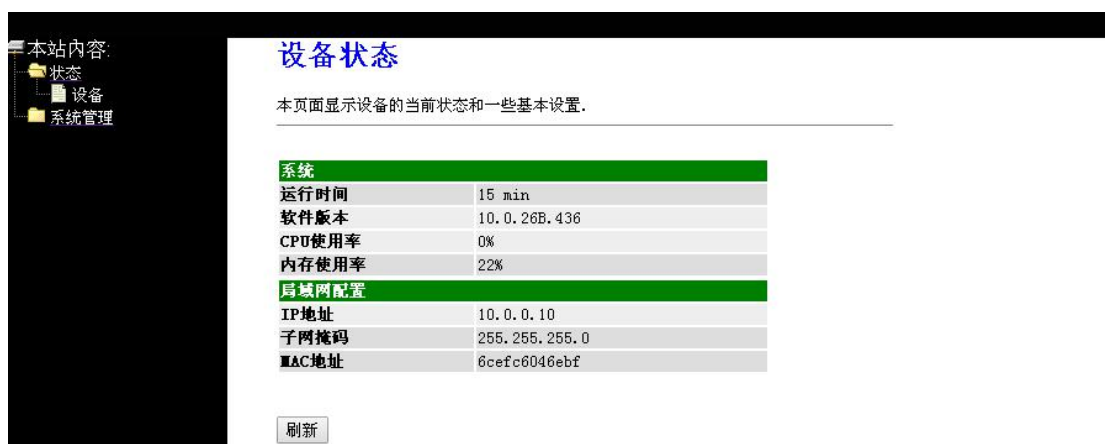 本站内容:
状态
设备
系统管理
设备状态
本页面显示设备的当前状态和一些基本设置.
系统
运行时间 15 min
软件版本 10.0.26B.436
CPU使用率 0%
内存使用率 22%
局域网配置
IP地址 10.0.0.10
子网掩码 255.255.255.0
MAC地址 6cefc6046ebf
刷新